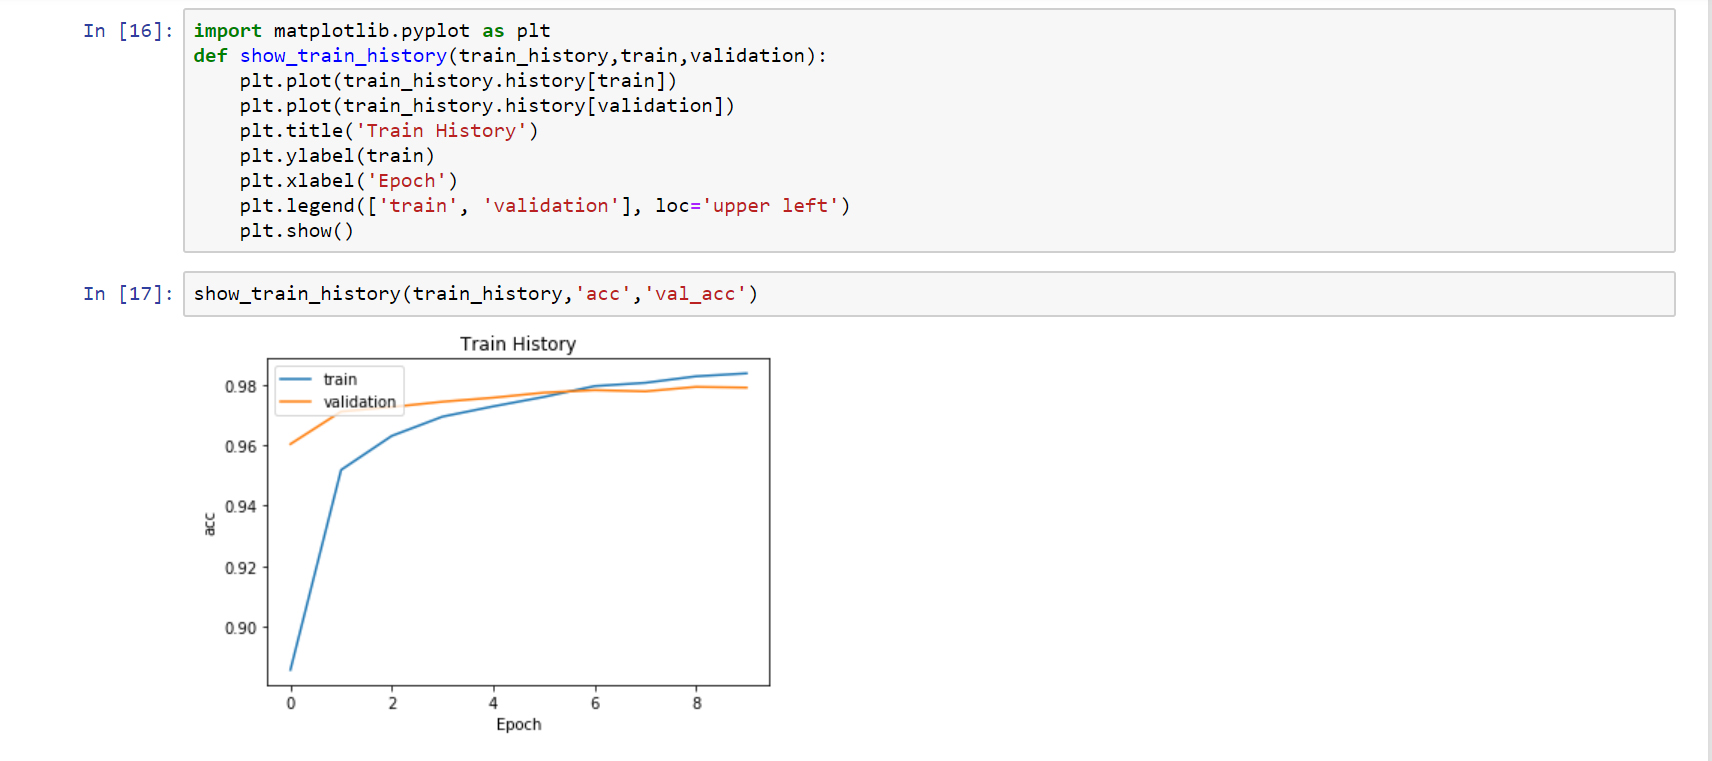 In [16]: import matplotlib.pyplot as plt
def show_train_history(train_history,train,validation):
    plt.plot(train_history.history[train])
    plt.plot(train_history.history[validation])
    plt.title('Train History')
    plt.ylabel(train)
    plt.xlabel('Epoch')
    plt.legend(['train', 'validation'], loc='upper left')
    plt.show()
In [17]: show_train_history(train_history,'acc','val_acc')
Train History
train
validation
0.98
0.96
0.94
0.92
0.90
acc
0 2 4 6 8
Epoch